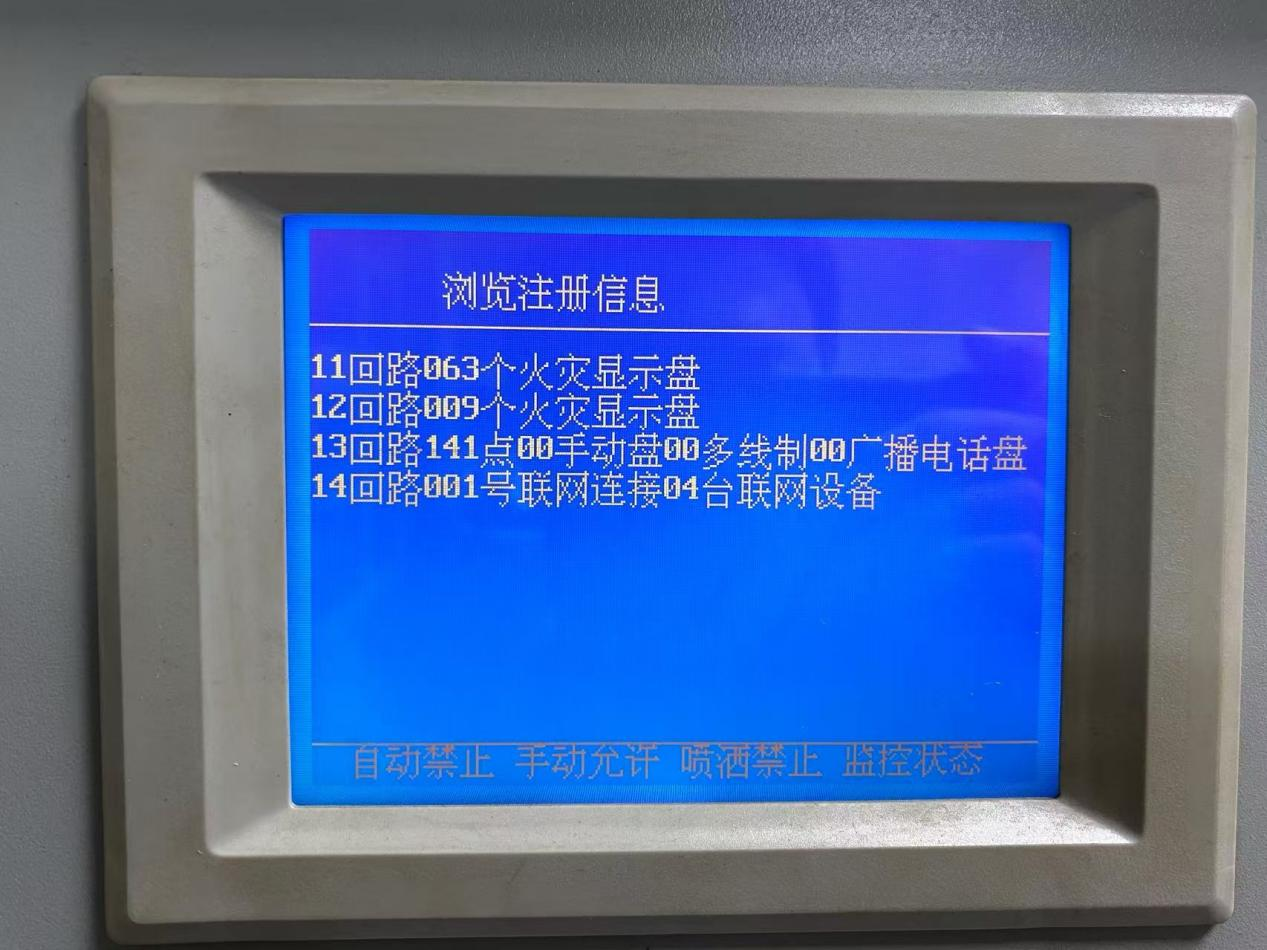 浏览注册信息
11回路063个火灾显示盘
12回路009个火灾显示盘
13回路141点00手动盘00多线制00广播电话盘
14回路001号联网连接04台联网设备
自动禁止 手动允许 喷洒禁止 监控状态